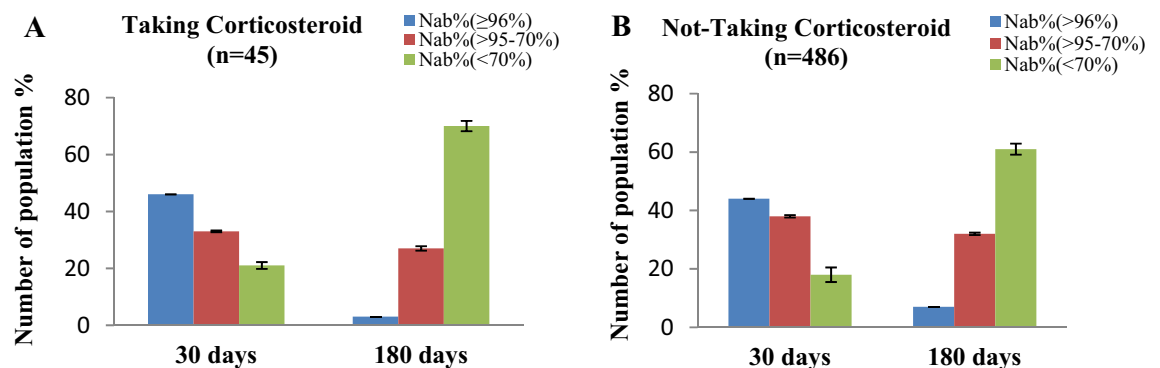 A
Taking Corticosteroid
(n=45)
Nab%(≥96%)
Nab%(>95-70%)
Nab%(<70%)
Number of population %
80
60
40
20
0
30 days
180 days
B
Not-Taking Corticosteroid
(n=486)
Nab%(>96%)
Nab%(>95-70%)
Nab%(<70%)
Number of population %
80
60
40
20
0
30 days
180 days